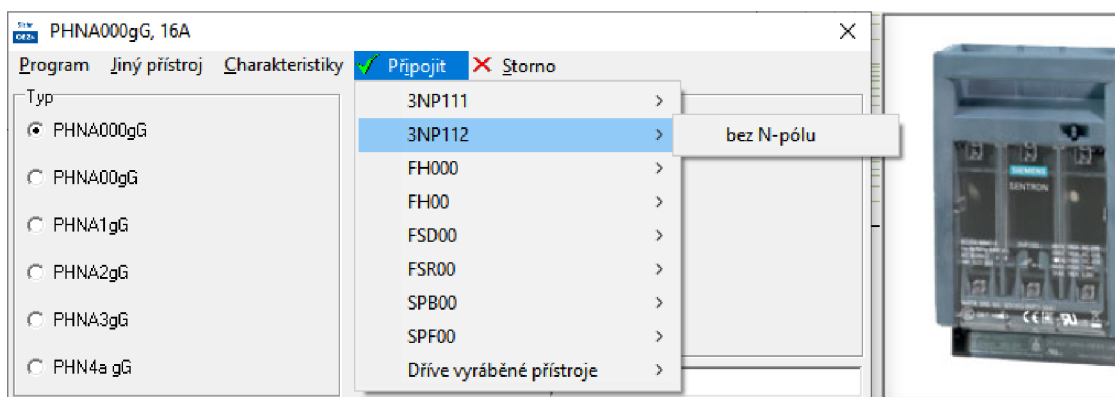 PHNA000gG, 16A
Program Jiný přístroj Charakteristiky Připojit Storno
Typ
PHNA000gG
PHNA00gG
PHNA1gG
PHNA2gG
PHNA3gG
PHN4a gG
3NP111
3NP112
FH000
FH00
FSD00
FSR00
SPB00
SPF00
Dříve vyráběné přístroje
bez N-pólu
SIEMENS
SENTRON